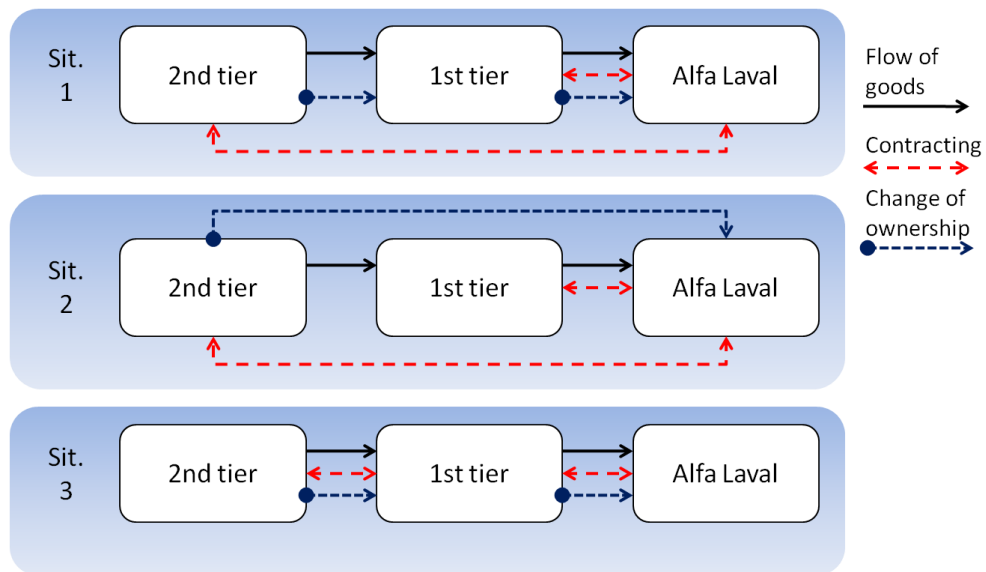 Sit.
1
2nd tier
1st tier
Alfa Laval
Flow of
goods
Contracting
Change of
ownership
Sit.
2
2nd tier
1st tier
Alfa Laval
Sit.
3
2nd tier
1st tier
Alfa Laval